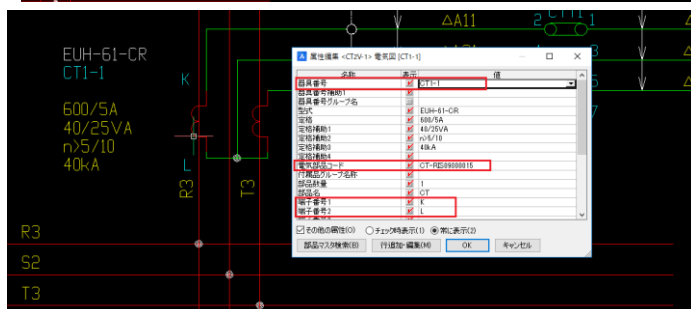 △A11
2 CTT1 1
EUH-61-CR
CT1-1
K
600/5A
40/25VA
n>5/10
40kA
L
R3
T3
R3
S2
T3
属性編集 <CT2V-1> 電気図 [CT1-1]
名称 表示 値
器具番号 CT1-1
器具番号補助1
器具番号グループ名
型式 EUH-61-CR
定格 600/5A
定格補助1 40/25VA
定格補助2 n>5/10
定格補助3 40kA
定格補助4
電気部品コード CT-RIS09000015
付属品グループ名称
部品数量 1
部品名 CT
端子番号1 K
端子番号2 L
その他の属性(O) チェック時表示(1) 常に表示(2)
部品マスタ検索(B) 行追加・編集(M) OK キャンセル